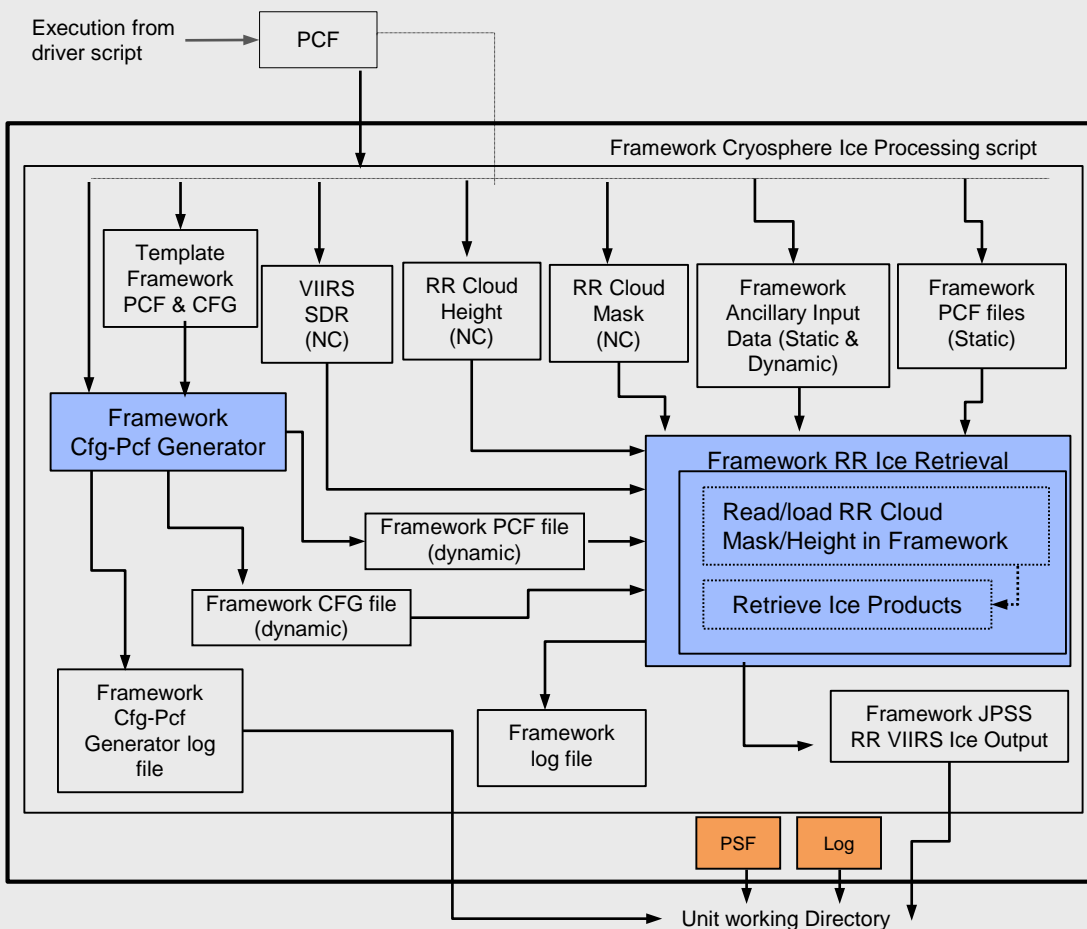 Execution from
driver script
PCF
Framework Cryosphere Ice Processing script
Template
Framework
PCF & CFG
VIIRS
SDR
(NC)
RR Cloud
Height
(NC)
RR Cloud
Mask
(NC)
Framework
Ancillary Input
Data (Static &
Dynamic)
Framework
PCF files
(Static)
Framework
Cfg-Pcf Generator
Framework RR Ice Retrieval
Read/load RR Cloud
Mask/Height in Framework
Retrieve Ice Products
Framework PCF file
(dynamic)
Framework CFG file
(dynamic)
Framework
Cfg-Pcf
Generator log
file
Framework
log file
Framework JPSS
RR VIIRS Ice Output
PSF
Log
Unit working Directory